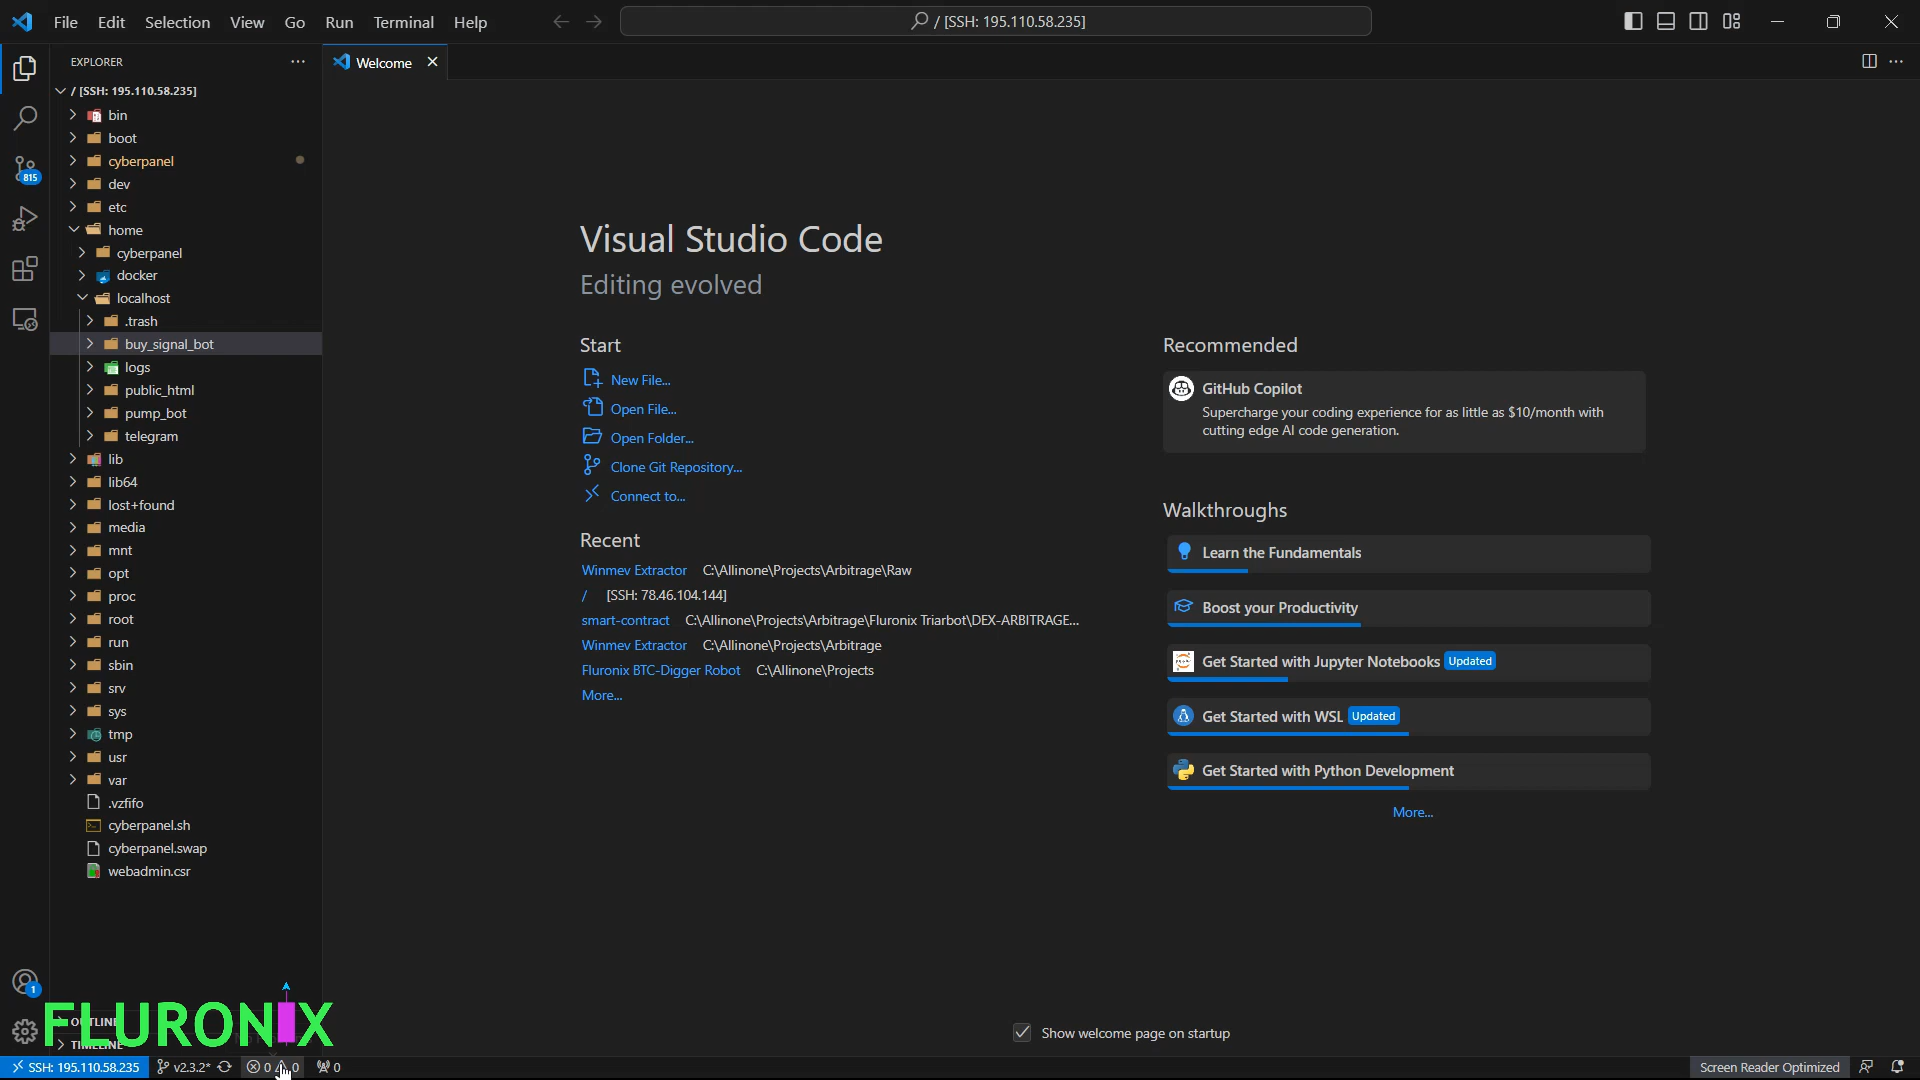 File Edit Selection View Go Run Terminal Help
/ [SSH: 195.110.58.235]
EXPLORER
Welcome
/ [SSH: 195.110.58.235]
bin
boot
cyberpanel
dev
etc
home
cyberpanel
docker
localhost
.trash
buy_signal_bot
logs
public_html
pump_bot
telegram
lib
lib64
lost+found
media
mnt
opt
proc
root
run
sbin
srv
sys
tmp
usr
var
.vzfifo
cyberpanel.sh
cyberpanel.swap
webadmin.csr
OUTLINE
TIMELINE
815
1
FLURONIX
Visual Studio Code
Editing evolved
Start
New File...
Open File...
Open Folder...
Clone Git Repository...
Connect to...
Recent
Winmev Extractor C:\Allinone\Projects\Arbitrage\Raw
/ [SSH: 78.46.104.144]
smart-contract C:\Allinone\Projects\Arbitrage\Fluronix Triarbot\DEX-ARBITRAGE...
Winmev Extractor C:\Allinone\Projects\Arbitrage
Fluronix BTC-Digger Robot C:\Allinone\Projects
More...
Recommended
GitHub Copilot
Supercharge your coding experience for as little as $10/month with
cutting edge AI code generation.
Walkthroughs
Learn the Fundamentals
Boost your Productivity
Get Started with Jupyter Notebooks Updated
Get Started with WSL Updated
Get Started with Python Development
More...
Show welcome page on startup
SSH: 195.110.58.235 v2.3.2* 0 0 0
Screen Reader Optimized